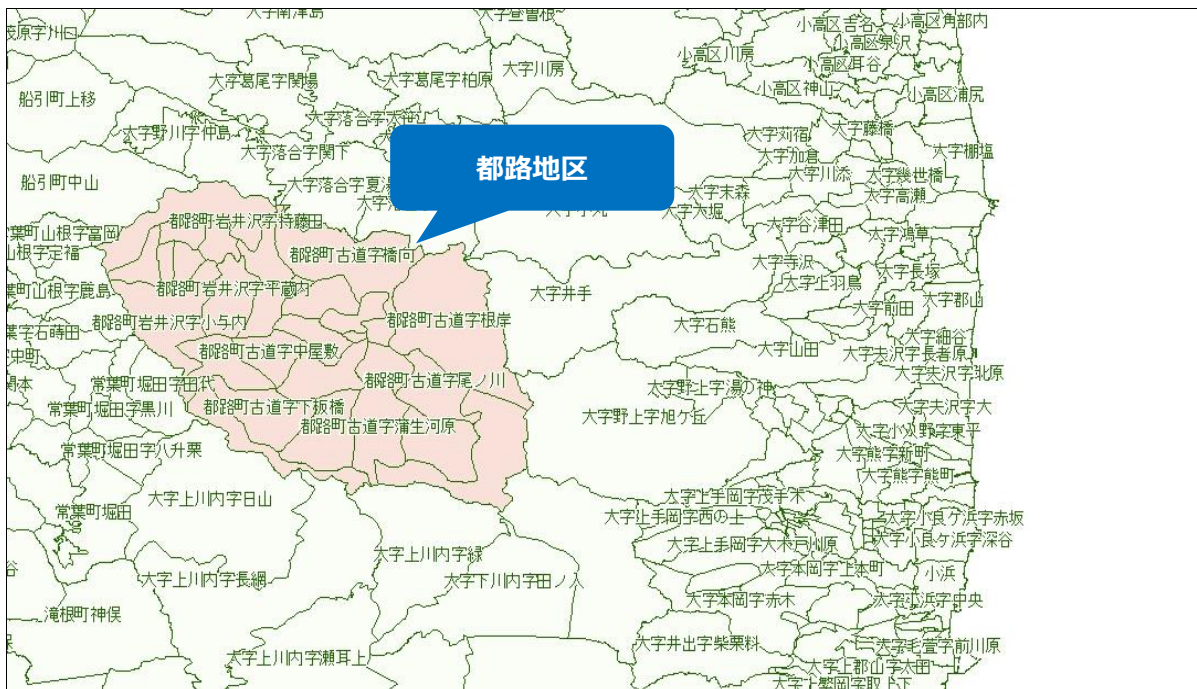 大字昼曽根
小高区吉名
小高区角部内
小高区泉沢
小高区川房
小高区耳谷
大字川房
大字葛尾字関場
大字葛尾字柏原
小高区神山
小高区浦尻
船引町上移
大字野川字仲島
大字苅宿
大字藤橋
大字落合字関下
大字加倉
大字棚塩
都路地区
大字川添
大字幾世橋
船引町中山
大字末森
大字高瀬
大字大堀
都路町岩井沢字持藤田
大字谷津田
大字鴻草
都路町古道字橋向
大字寺沢
大字長塚
大字上羽鳥
都路町岩井沢字平蔵内
大字井手
大字郡山
大字前田
都路町岩井沢字小与内
都路町古道字根岸
大字石熊
大字細谷
都路町古道字中屋敷
大字山田
大字夫沢字長者原
常葉町堀田字田代
都路町古道字尾ノ川
大字野上字湯の神
常葉町堀田字黒川
都路町古道字下板橋
大字野上字旭ケ丘
大字夫沢字大
都路町古道字蒲生河原
大字小入野字東平
常葉町堀田字八升栗
大字熊字新町
大字熊字熊町
大字上川内字日山
大字上手岡字茂手木
常葉町堀田
大字小良ケ浜字赤坂
大字上手岡字大木戸川原
大字小良ケ浜字深谷
大字上川内字緑
大字本岡字上本町
小浜
大字上川内字長網
大字下川内字田ノ入
大字本岡字赤木
大字小浜字中央
滝根町神俣
大字井出字柴栗料
大字毛萱字前川原
大字上川内字瀬耳上
大字上郡山字太田